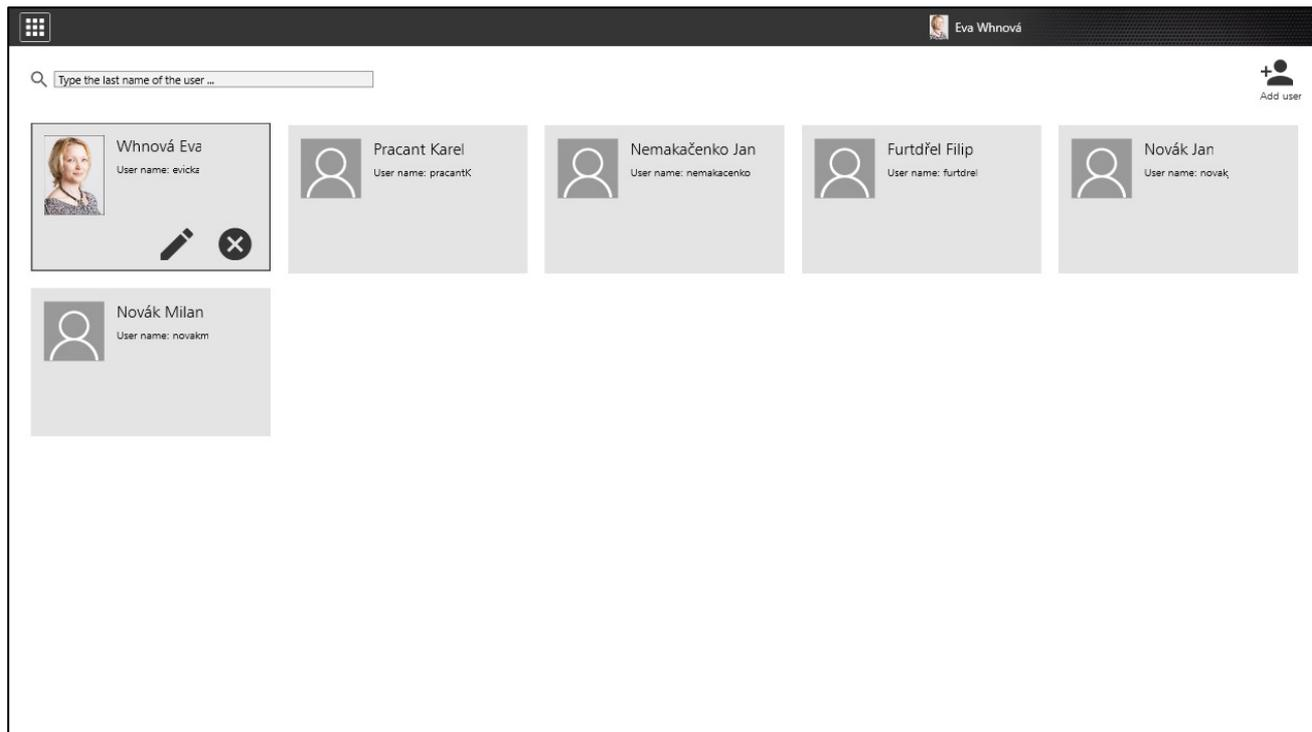 Eva Whnová
Type the last name of the user ...
Add user
Whnová Eva
User name: evicka
Pracant Karel
User name: pracantK
Nemakačenko Jan
User name: nemakacenko
Furtdřel Filip
User name: furtdrel
Novák Jan
User name: novakj
Novák Milan
User name: novakm